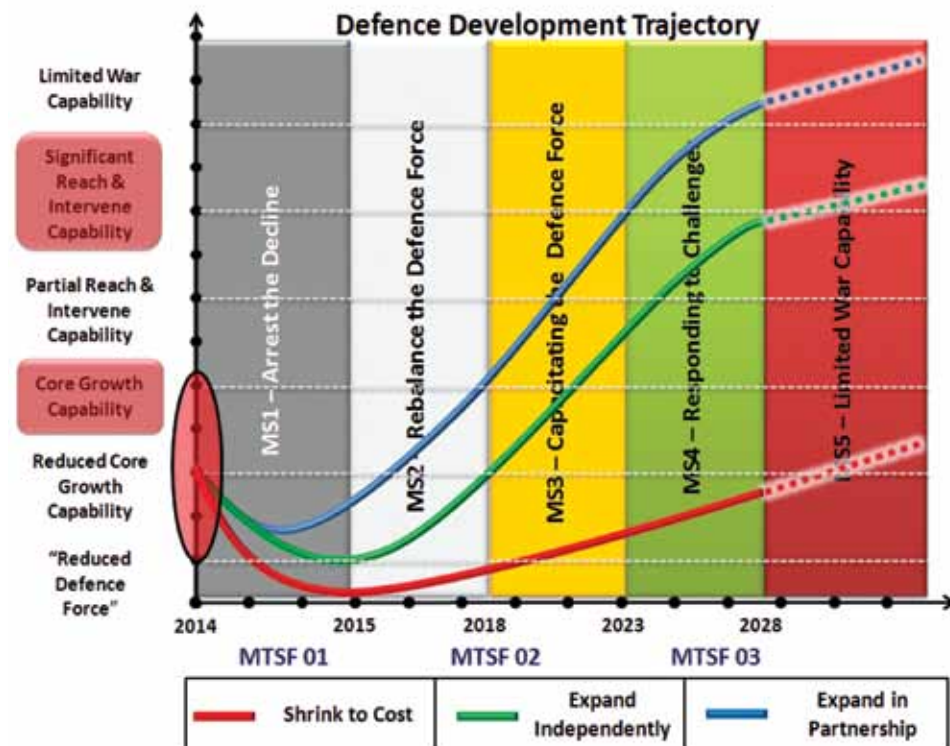 Defence Development Trajectory
Limited War
Capability
Significant
Reach &
Intervene
Capability
Partial Reach &
Intervene
Capability
Core Growth
Capability
Reduced Core
Growth
Capability
"Reduced
Defence
Force"
MS1 – Arrest the Decline
MS2 – Rebalance the Defence Force
MS3 – Capacitating the Defence Force
MS4 – Responding to Challenges
MS5 – Limited War Capability
2014
2015
2018
2023
2028
MTSF 01
MTSF 02
MTSF 03
Shrink to Cost
Expand
Independently
Expand in
Partnership